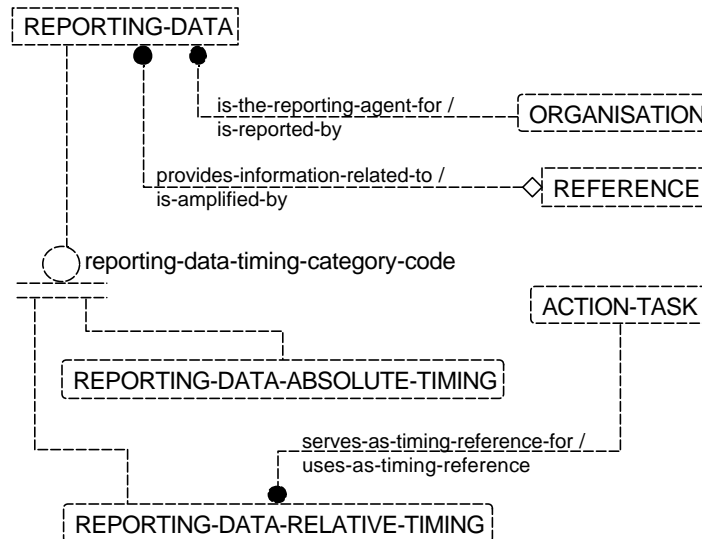 REPORTING-DATA
is-the-reporting-agent-for /
is-reported-by
ORGANISATION
provides-information-related-to /
is-amplified-by
REFERENCE
reporting-data-timing-category-code
ACTION-TASK
REPORTING-DATA-ABSOLUTE-TIMING
serves-as-timing-reference-for /
uses-as-timing-reference
REPORTING-DATA-RELATIVE-TIMING